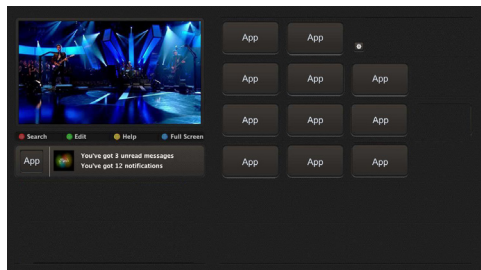 Search
Edit
Help
Full Screen
App
You've got 3 unread messages
You've got 12 notifications
App
App
App
App
App
App
App
App
App
App
App